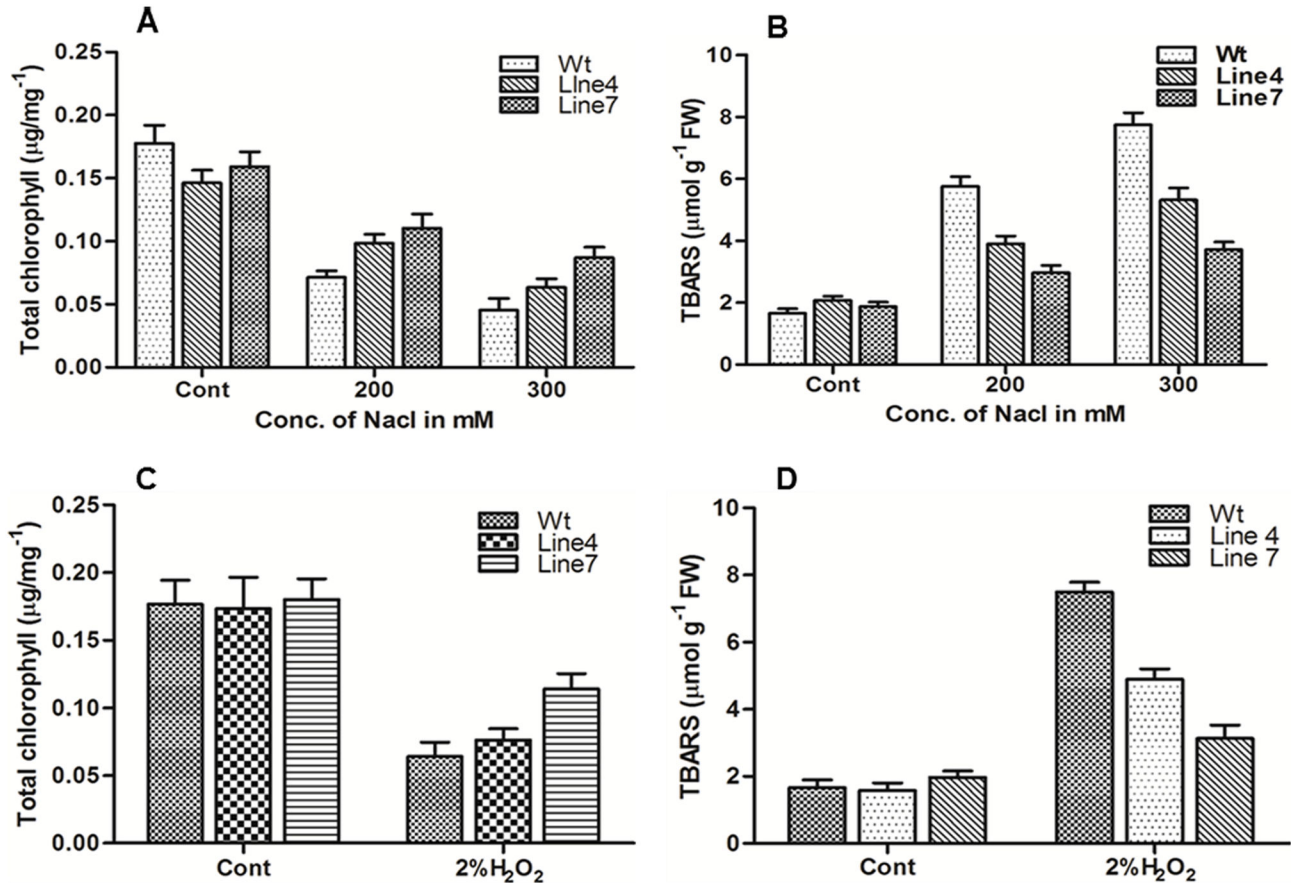 A
Total chlorophyll (µg/mg⁻¹)
0.25
0.20
0.15
0.10
0.05
0.00
Wt
LIne4
Line7
Cont 200 300
Conc. of Nacl in mM
B
TBARS (µmol g⁻¹ FW)
10
8
6
4
2
0
Wt
Line4
Line7
Cont 200 300
Conc. of Nacl in mM
C
Total chlorophyll (µg/mg⁻¹)
0.25
0.20
0.15
0.10
0.05
0.00
Wt
Line4
Line7
Cont 2%H₂O₂
D
TBARS (µmol g⁻¹ FW)
10
8
6
4
2
0
Wt
Line 4
Line 7
Cont 2%H₂O₂